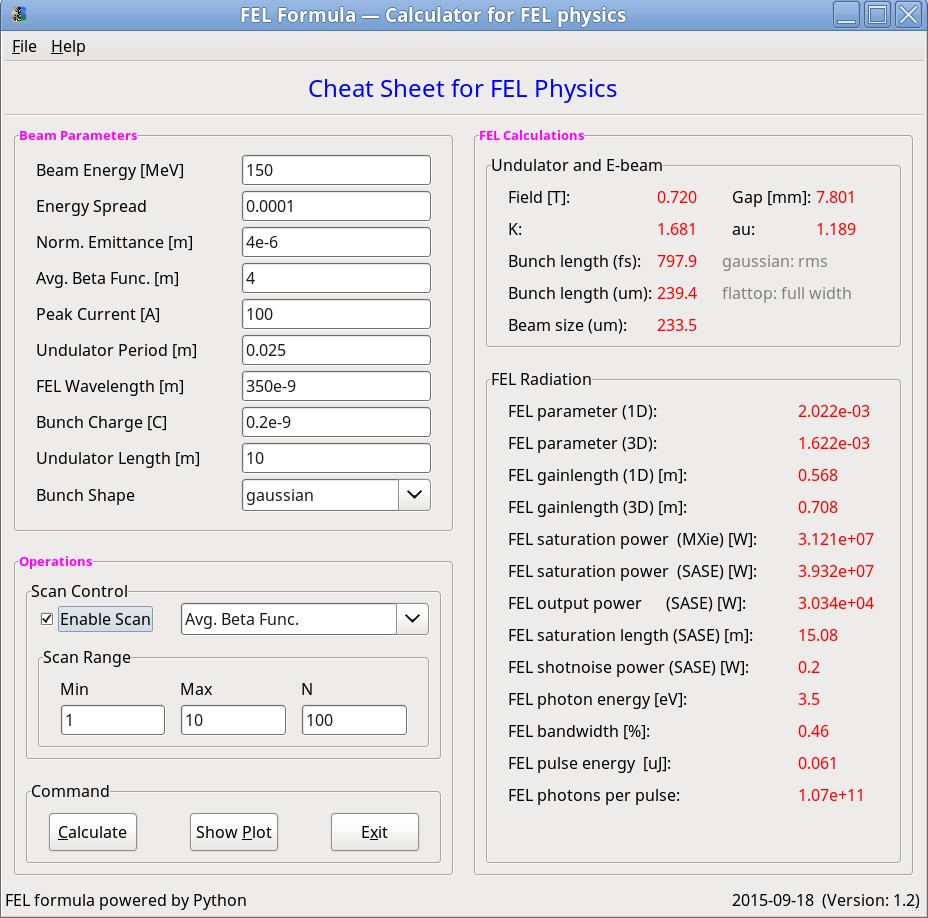 FEL Formula — Calculator for FEL physics
File Help
Cheat Sheet for FEL Physics
Beam Parameters
Beam Energy [MeV] 150
Energy Spread 0.0001
Norm. Emittance [m] 4e-6
Avg. Beta Func. [m] 4
Peak Current [A] 100
Undulator Period [m] 0.025
FEL Wavelength [m] 350e-9
Bunch Charge [C] 0.2e-9
Undulator Length [m] 10
Bunch Shape gaussian
Operations
Scan Control
Enable Scan Avg. Beta Func.
Scan Range
Min Max N
1 10 100
Command
Calculate Show Plot Exit
FEL Calculations
Undulator and E-beam
Field [T]: 0.720 Gap [mm]: 7.801
K: 1.681 au: 1.189
Bunch length (fs): 797.9 gaussian: rms
Bunch length (um): 239.4 flattop: full width
Beam size (um): 233.5
FEL Radiation
FEL parameter (1D): 2.022e-03
FEL parameter (3D): 1.622e-03
FEL gainlength (1D) [m]: 0.568
FEL gainlength (3D) [m]: 0.708
FEL saturation power (MXie) [W]: 3.121e+07
FEL saturation power (SASE) [W]: 3.932e+07
FEL output power (SASE) [W]: 3.034e+04
FEL saturation length (SASE) [m]: 15.08
FEL shotnoise power (SASE) [W]: 0.2
FEL photon energy [eV]: 3.5
FEL bandwidth [%]: 0.46
FEL pulse energy [uJ]: 0.061
FEL photons per pulse: 1.07e+11
FEL formula powered by Python 2015-09-18 (Version: 1.2)